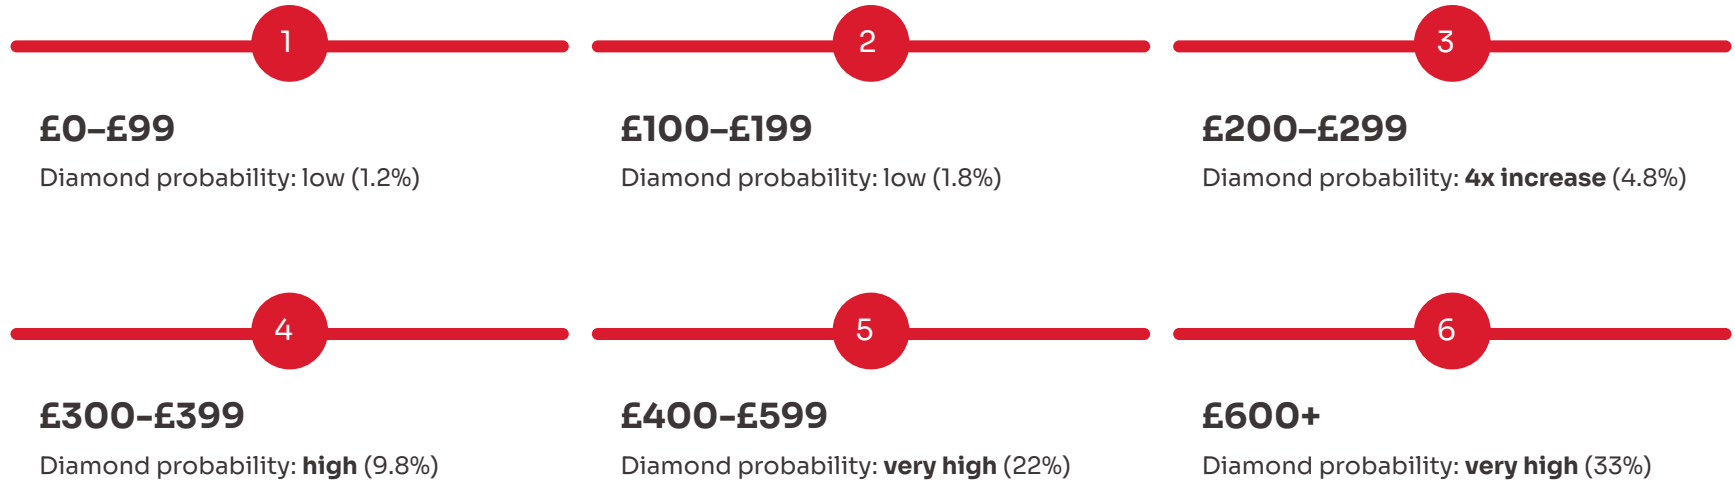 1
£0–£99
Diamond probability: low (1.2%)
2
£100–£199
Diamond probability: low (1.8%)
3
£200–£299
Diamond probability: 4x increase (4.8%)
4
£300-£399
Diamond probability: high (9.8%)
5
£400-£599
Diamond probability: very high (22%)
6
£600+
Diamond probability: very high (33%)